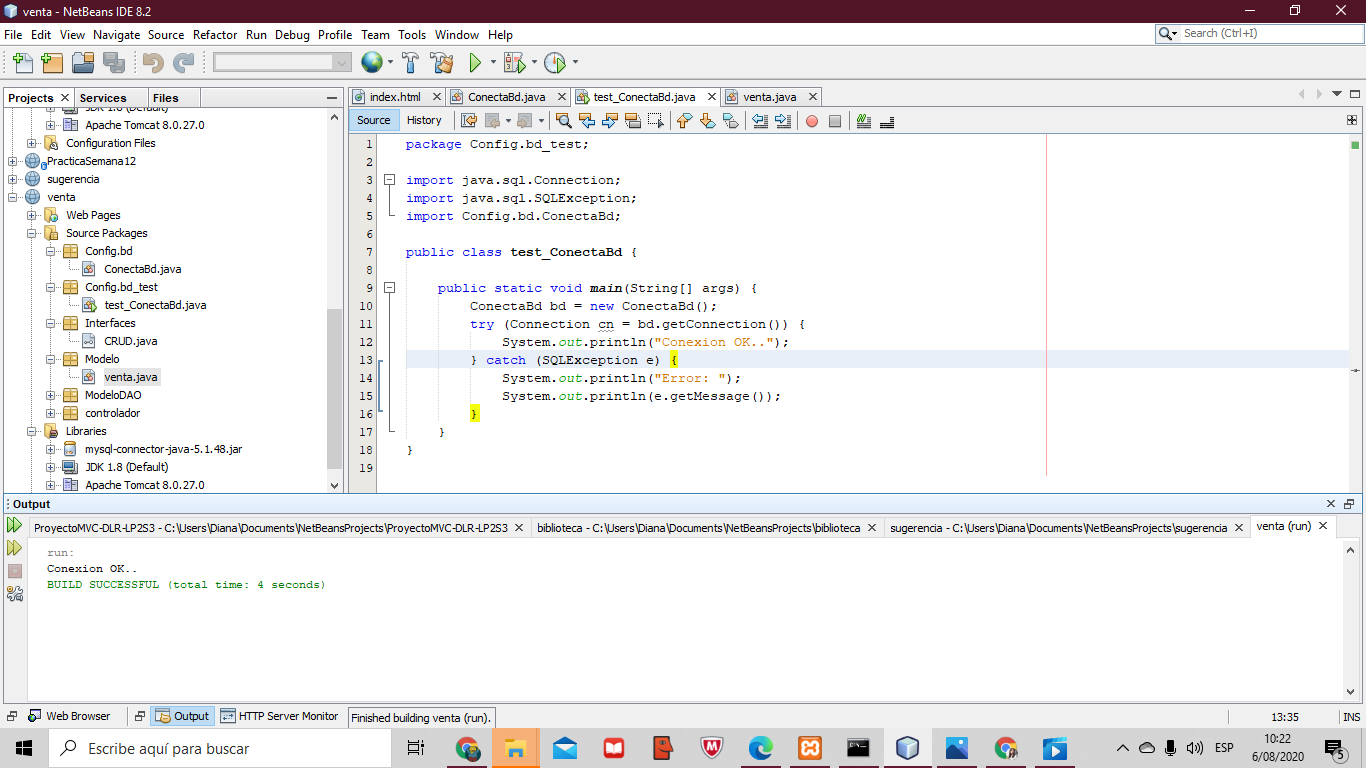 venta - NetBeans IDE 8.2
File Edit View Navigate Source Refactor Run Debug Profile Team Tools Window Help
Search (Ctrl+I)
Projects Services Files
JDK 1.8 (Default)
Apache Tomcat 8.0.27.0
Configuration Files
PracticaSemana12
sugerencia
venta
Web Pages
Source Packages
Config.bd
ConectaBd.java
Config.bd_test
test_ConectaBd.java
Interfaces
CRUD.java
Modelo
venta.java
ModeloDAO
controlador
Libraries
mysql-connector-java-5.1.48.jar
JDK 1.8 (Default)
Apache Tomcat 8.0.27.0
index.html ConectaBd.java test_ConectaBd.java venta.java
Source History
1 package Config.bd_test;
2
3 import java.sql.Connection;
4 import java.sql.SQLException;
5 import Config.bd.ConectaBd;
6
7 public class test_ConectaBd {
8
9 public static void main(String[] args) {
10 ConectaBd bd = new ConectaBd();
11 try (Connection cn = bd.getConnection()) {
12 System.out.println("Conexion OK..");
13 } catch (SQLException e) {
14 System.out.println("Error: ");
15 System.out.println(e.getMessage());
16 }
17 }
18 }
19
Output
ProyectoMVC-DLR-LP2S3 - C:\Users\Diana\Documents\NetBeansProjects\ProyectoMVC-DLR-LP2S3 biblioteca - C:\Users\Diana\Documents\NetBeansProjects\biblioteca sugerencia - C:\Users\Diana\Documents\NetBeansProjects\sugerencia venta (run)
run:
Conexion OK..
BUILD SUCCESSFUL (total time: 4 seconds)
Web Browser Output HTTP Server Monitor Finished building venta (run). 13:35 INS
Escribe aquí para buscar
ESP
10:22
6/08/2020
5